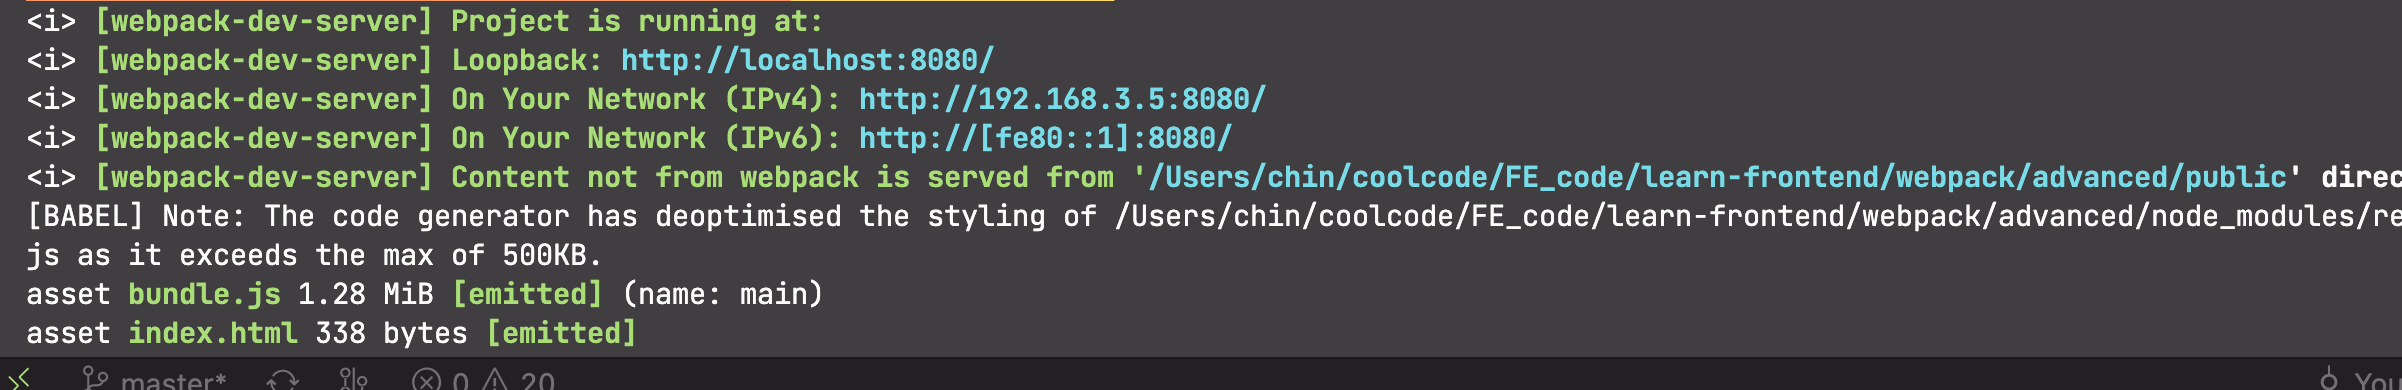 <i> [webpack-dev-server] Project is running at:
<i> [webpack-dev-server] Loopback: http://localhost:8080/
<i> [webpack-dev-server] On Your Network (IPv4): http://192.168.3.5:8080/
<i> [webpack-dev-server] On Your Network (IPv6): http://[fe80::1]:8080/
<i> [webpack-dev-server] Content not from webpack is served from '/Users/chin/coolcode/FE_code/learn-frontend/webpack/advanced/public' direc
[BABEL] Note: The code generator has deoptimised the styling of /Users/chin/coolcode/FE_code/learn-frontend/webpack/advanced/node_modules/re
js as it exceeds the max of 500KB.
asset bundle.js 1.28 MiB [emitted] (name: main)
asset index.html 338 bytes [emitted]
master* 0 20 You